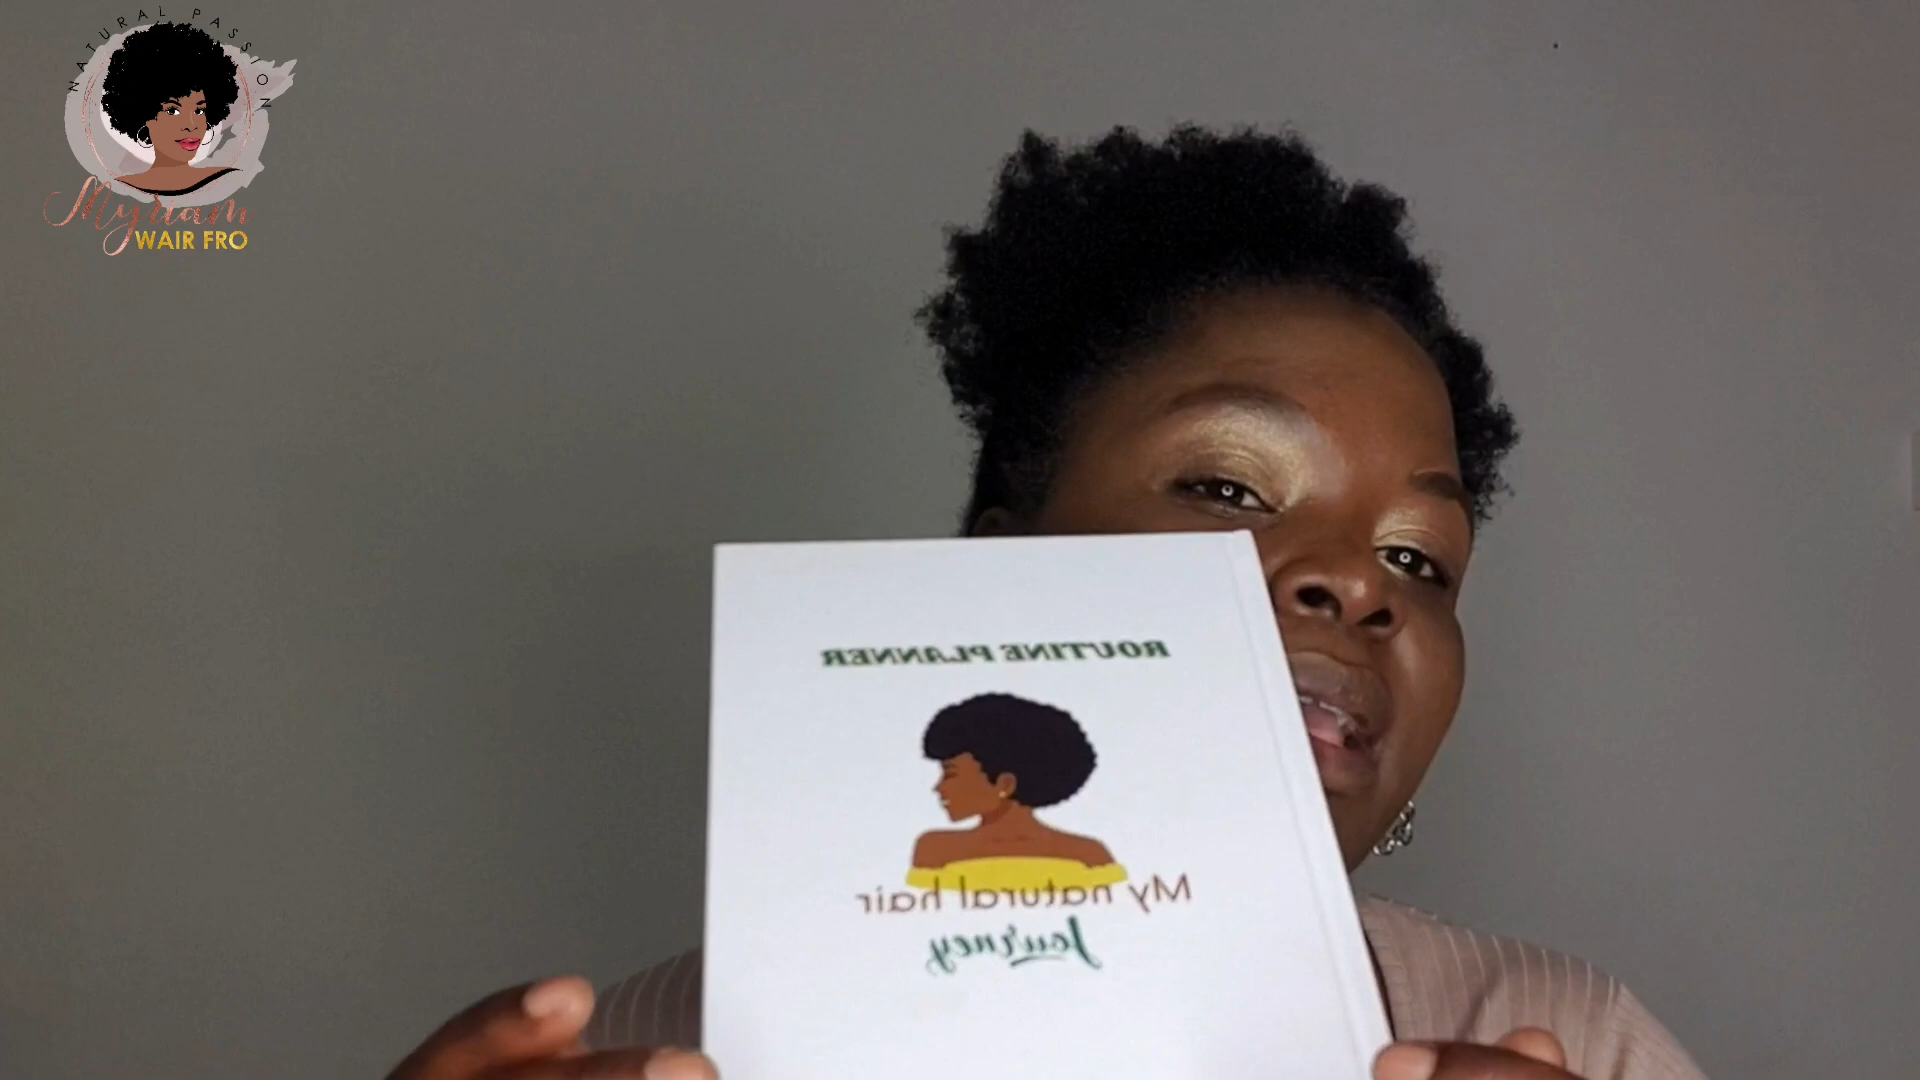 NATURAL PASSION
Myriam
WAIR FRO
ROUTINE PLANNER
My natural hair
Journey